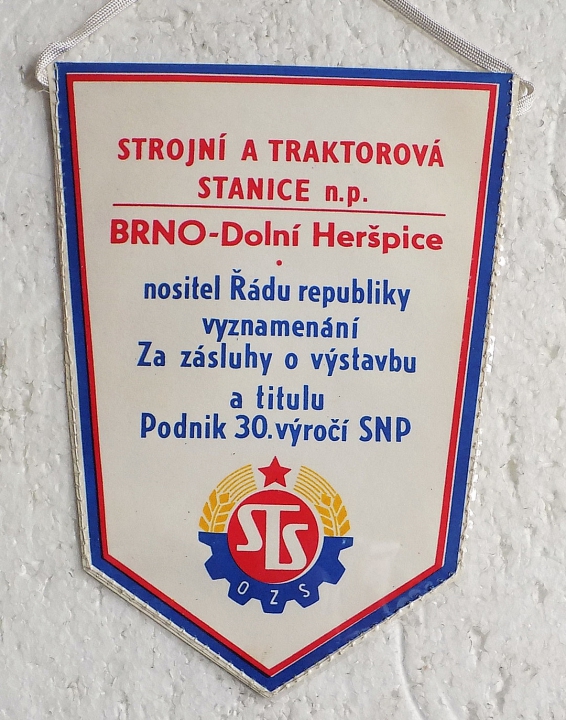 STROJNÍ A TRAKTOROVÁ
STANICE n.p.
BRNO-Dolní Heršpice
nositel Řádu republiky
vyznamenání
Za zásluhy o výstavbu
a titulu
Podnik 30. výročí SNP
STS
OZS